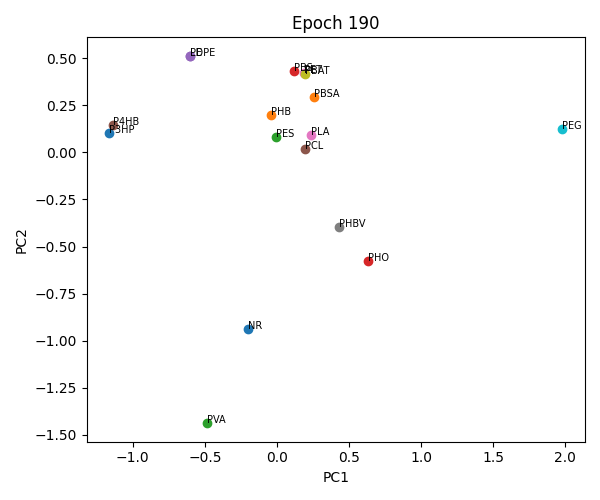 Epoch 190
PC2
0.50
0.25
0.00
−0.25
−0.50
−0.75
−1.00
−1.25
−1.50
PBS
PBAT
PBSA
PHB
P4HB
P3HP
PES
PLA
PCL
PEG
PHBV
PHO
NR
PVA
−1.0
−0.5
0.0
0.5
1.0
1.5
2.0
PC1